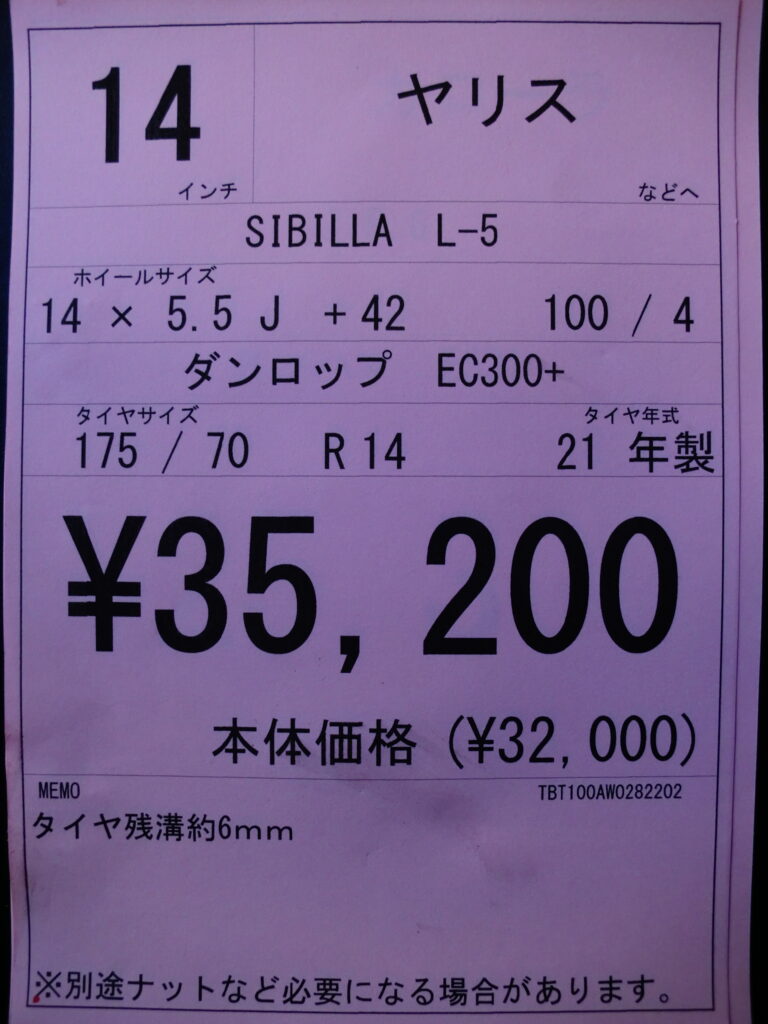 14 インチ
ヤリス などへ
SIBILLA L-5
ホイールサイズ
14 × 5.5 J +42 100 / 4
ダンロップ EC300+
タイヤサイズ タイヤ年式
175 / 70 R 14 21 年製
¥35,200
本体価格 (¥32,000)
MEMO TBT100AW0282202
タイヤ残溝約6mm
※別途ナットなど必要になる場合があります。